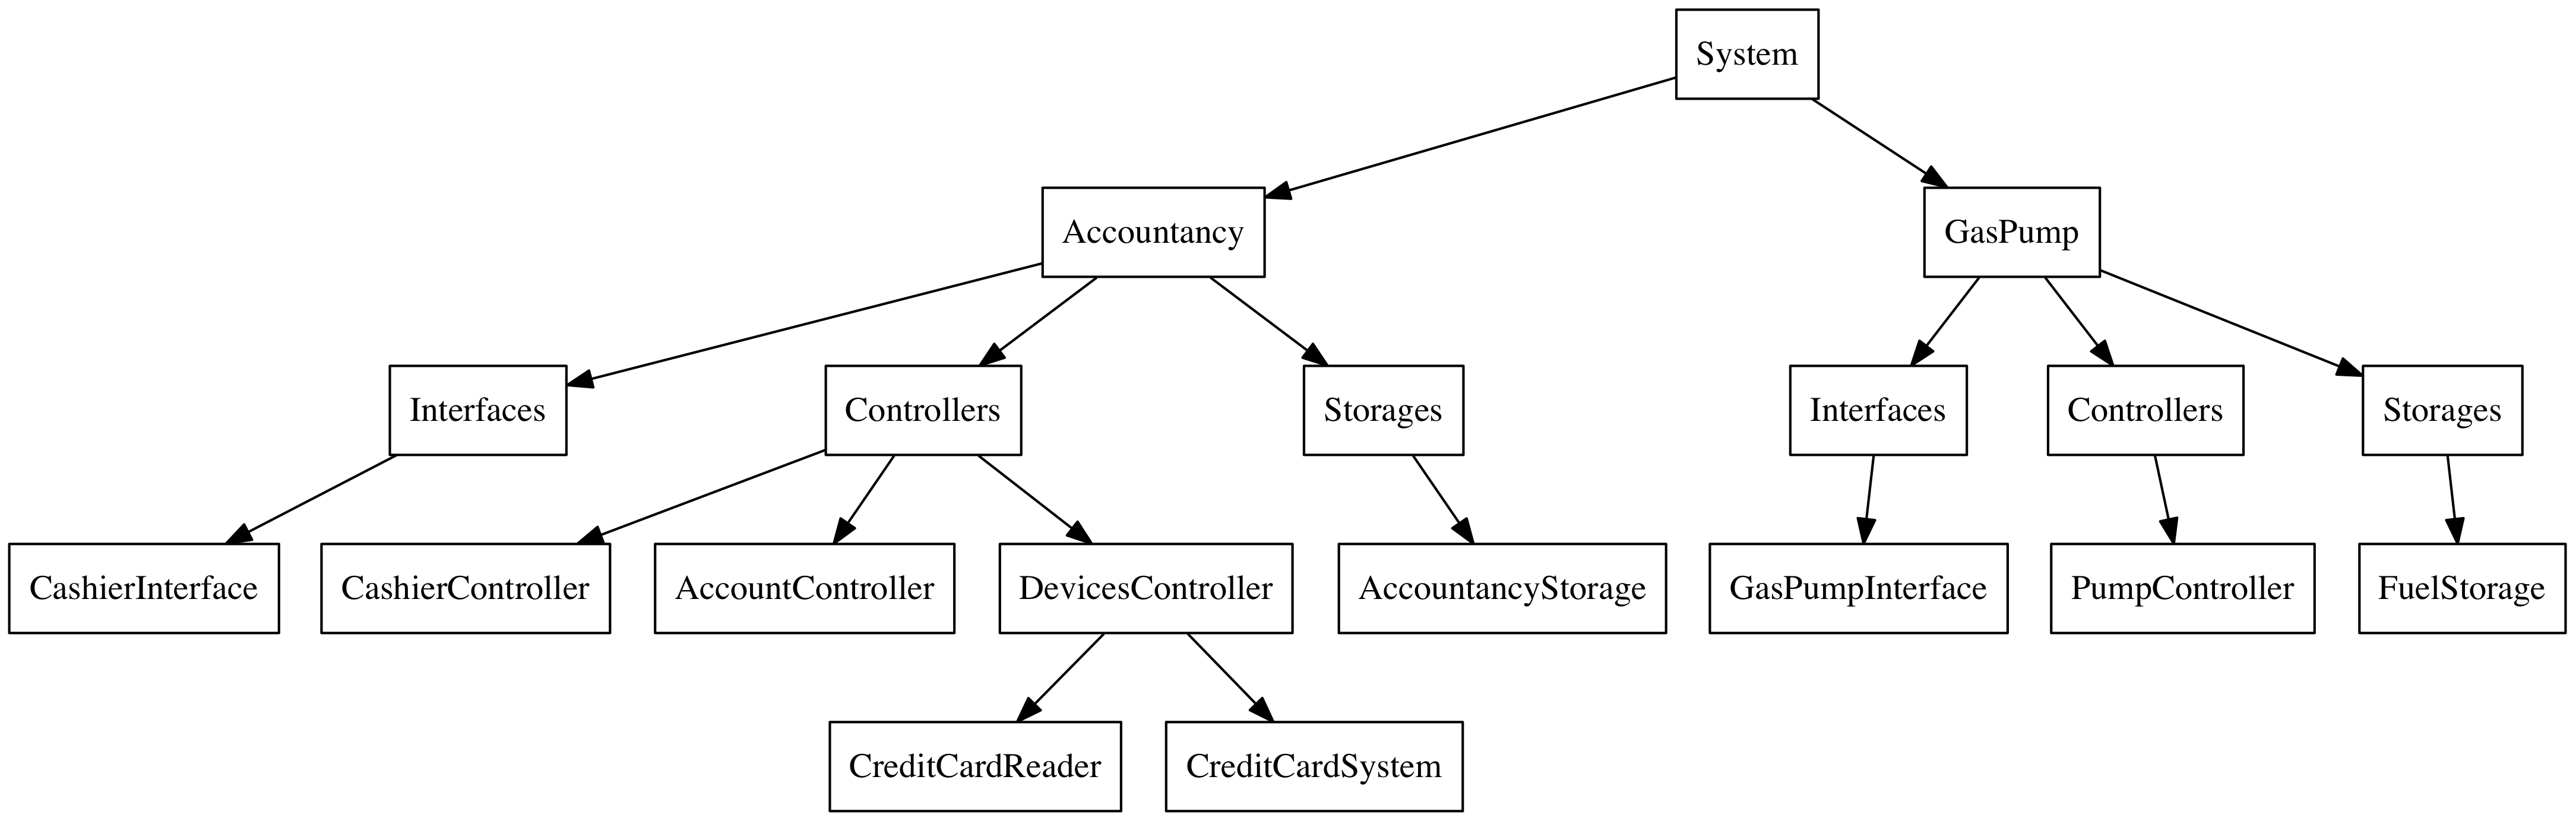 System
Accountancy
GasPump
Interfaces
Controllers
Storages
Interfaces
Controllers
Storages
CashierInterface
CashierController
AccountController
DevicesController
AccountancyStorage
GasPumpInterface
PumpController
FuelStorage
CreditCardReader
CreditCardSystem